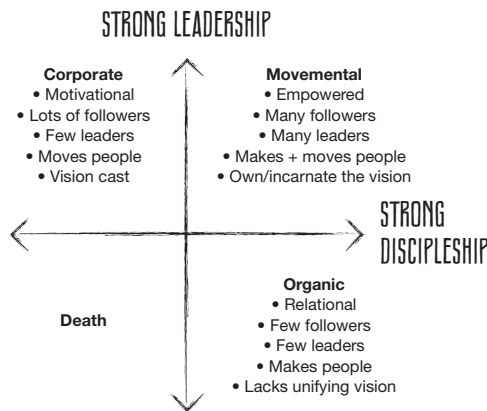 STRONG LEADERSHIP
Corporate
• Motivational
• Lots of followers
• Few leaders
• Moves people
• Vision cast
Movemental
• Empowered
• Many followers
• Many leaders
• Makes + moves people
• Own/incarnate the vision
STRONG
DISCIPLESHIP
Death
Organic
• Relational
• Few followers
• Few leaders
• Makes people
• Lacks unifying vision